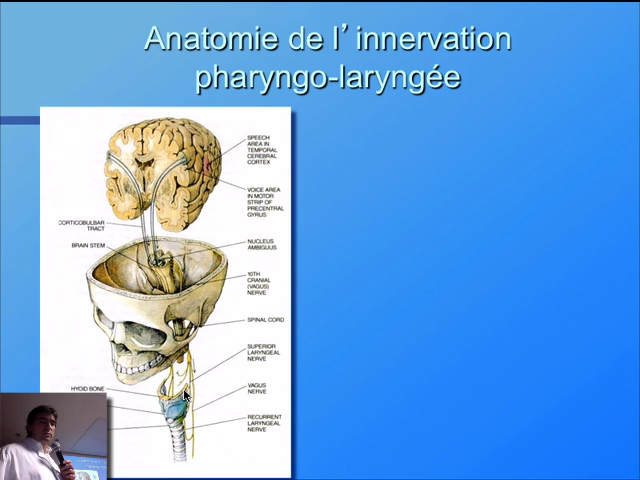 Anatomie de l’innervation
pharyngo-laryngée
SPEECH
AREA IN
TEMPORAL
CEREBRAL
CORTEX
VOICE AREA
IN MOTOR
STRIP OF
PRECENTRAL
GYRUS
CORTICOBULBAR
TRACT
BRAIN STEM
NUCLEUS
AMBIGUUS
10TH
CRANIAL
(VAGUS)
NERVE
SPINAL CORD
SUPERIOR
LARYNGEAL
NERVE
HYOID BONE
VAGUS
NERVE
RECURRENT
LARYNGEAL
NERVE